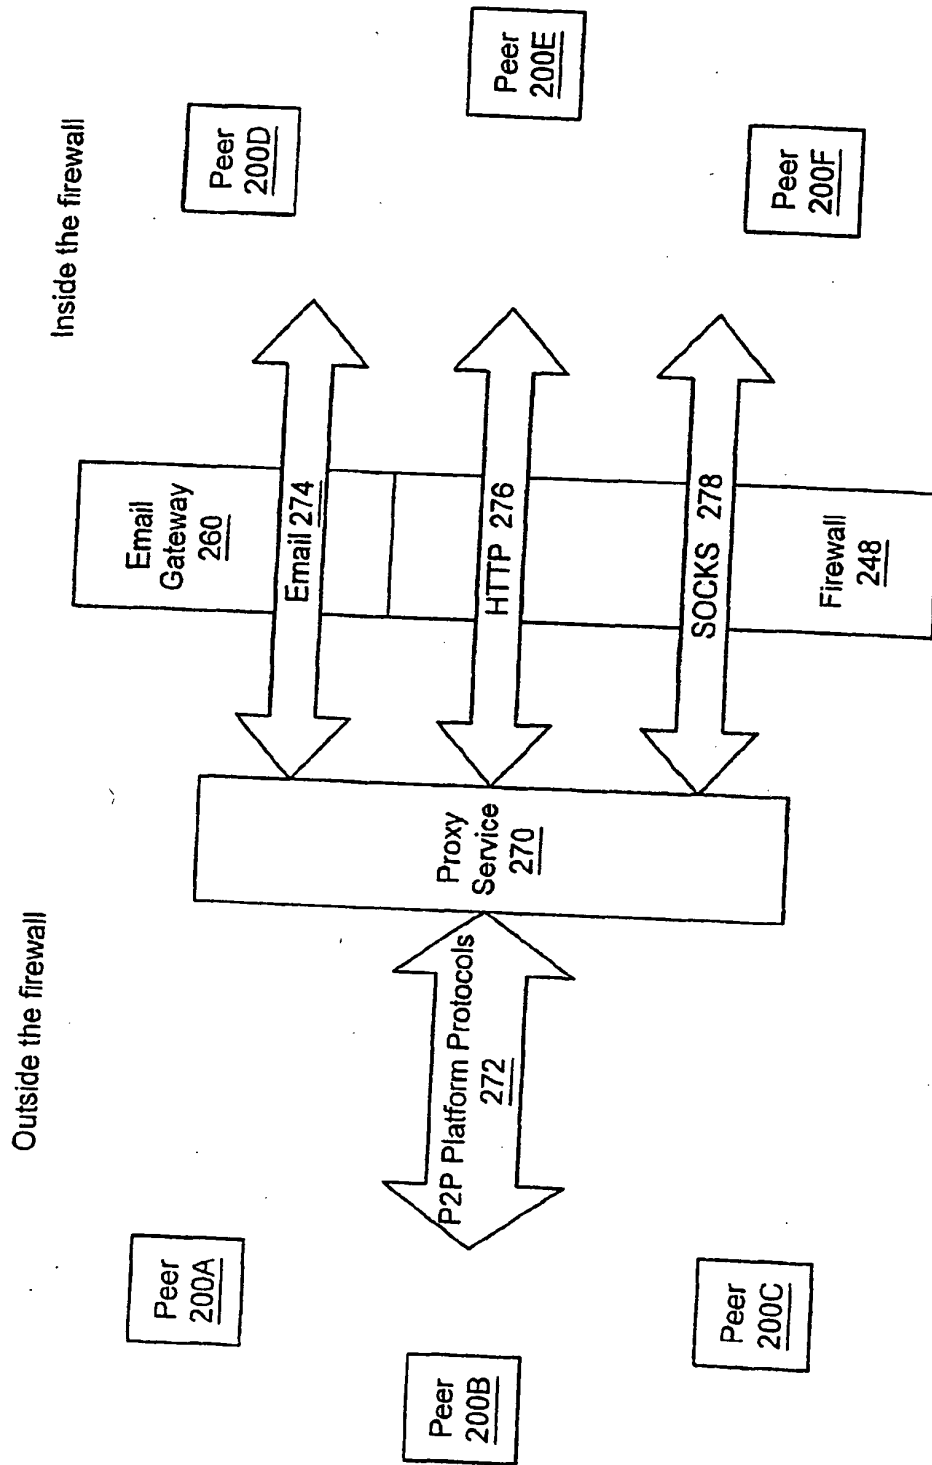 Outside the firewall
Inside the firewall
Peer
200A
Peer
200B
Peer
200C
P2P Platform Protocols
272
Proxy
Service
270
Email
Gateway
260
Email 274
HTTP 276
SOCKS 278
Firewall
248
Peer
200D
Peer
200E
Peer
200F